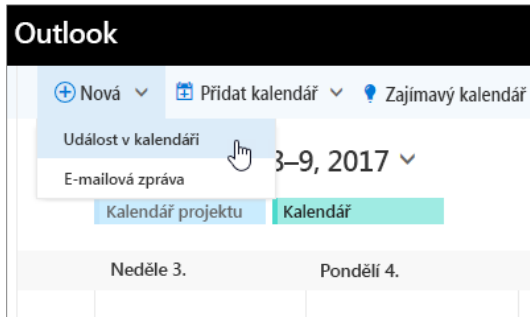 Outlook
Nová Přidat kalendář Zajímavý kalendář
Událost v kalendáři
3–9, 2017
E-mailová zpráva
Kalendář projektu Kalendář
Neděle 3. Pondělí 4.